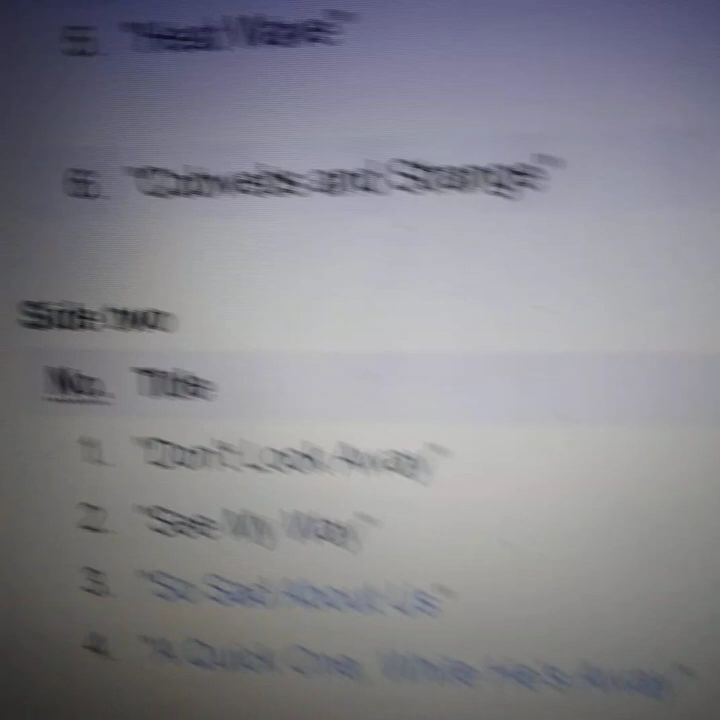 5. "Heat Wave"
6. "Cobwebs and Strange"
Side two
No. Title
1. "Don't Look Away"
2. "See My Way"
3. "So Sad About Us"
4. "A Quick One, While He's Away"